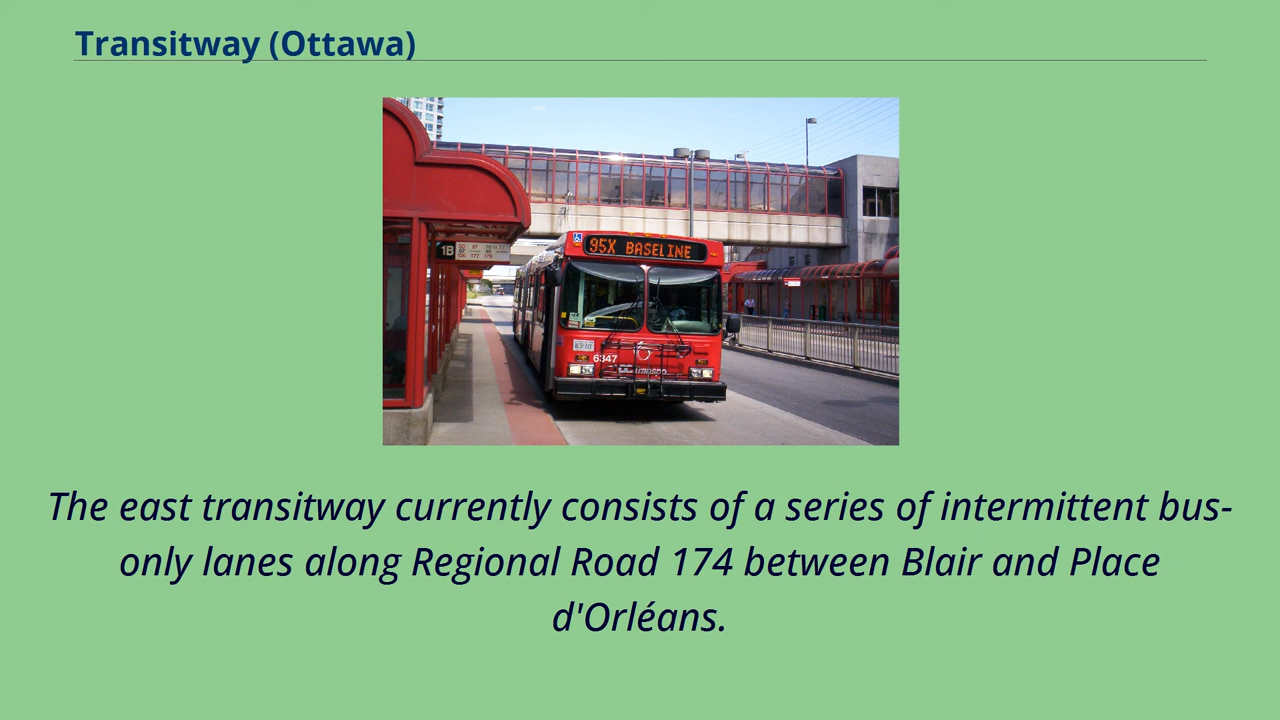 Transitway (Ottawa)
95X BASELINE
1B
6347
The east transitway currently consists of a series of intermittent bus-
only lanes along Regional Road 174 between Blair and Place
d'Orléans.